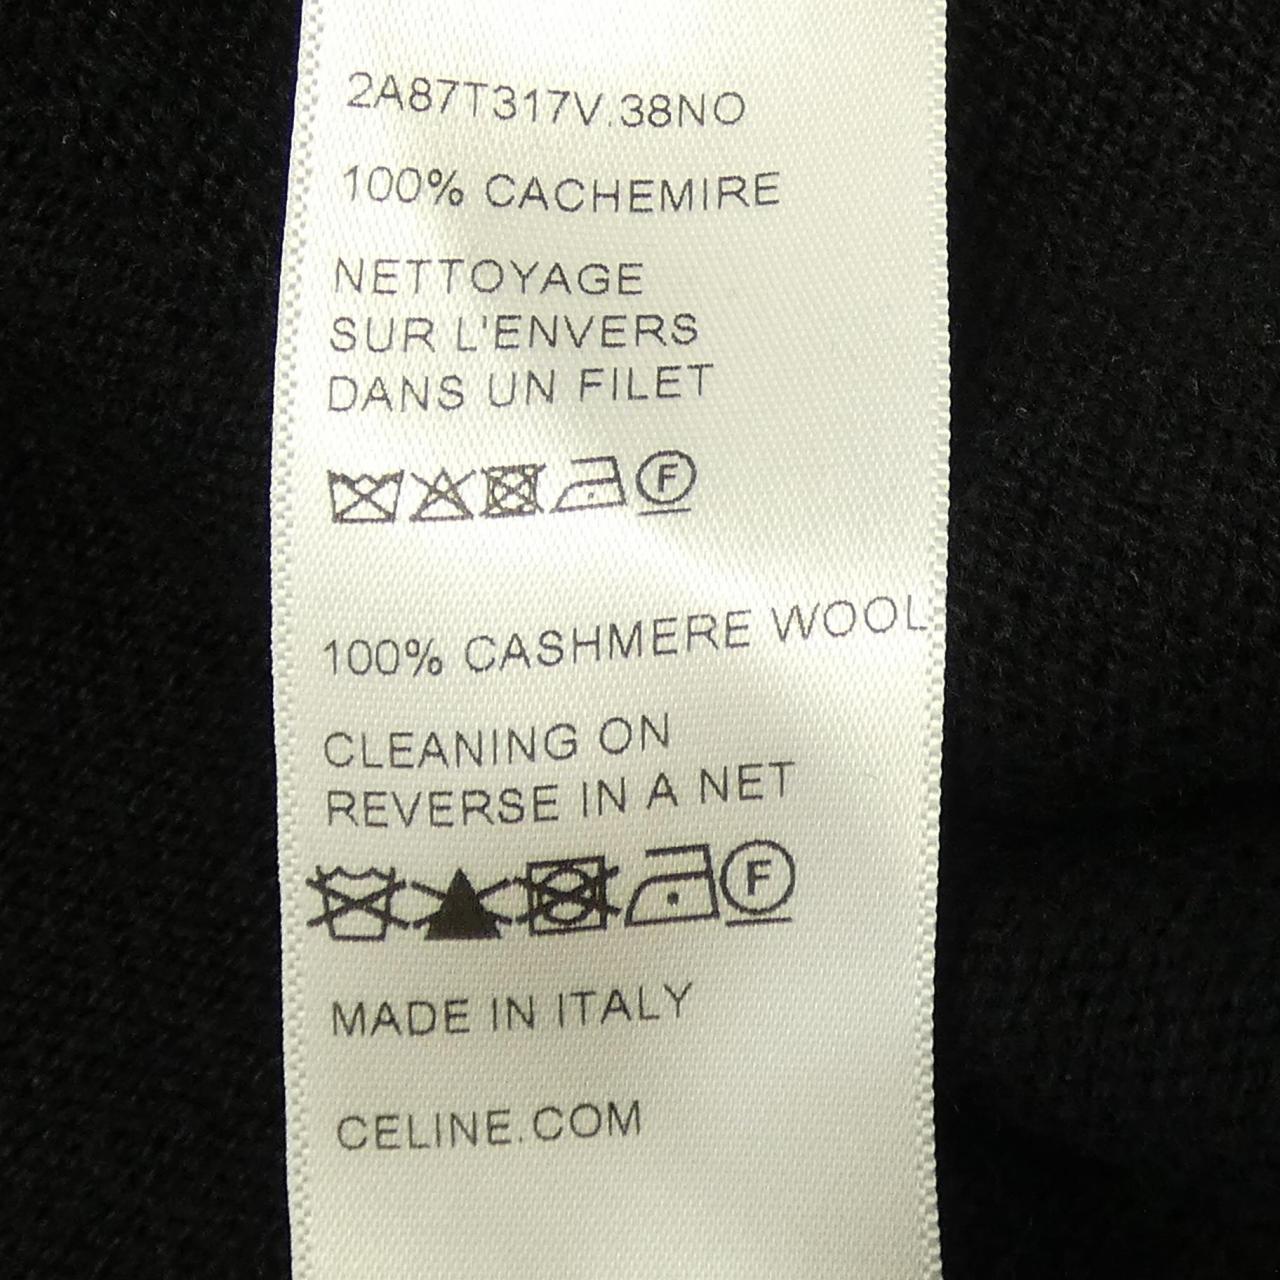 2A87T317V.38NO
100% CACHEMIRE
NETTOYAGE
SUR L'ENVERS
DANS UN FILET
F
100% CASHMERE WOOL
CLEANING ON
REVERSE IN A NET
F
MADE IN ITALY
CELINE.COM